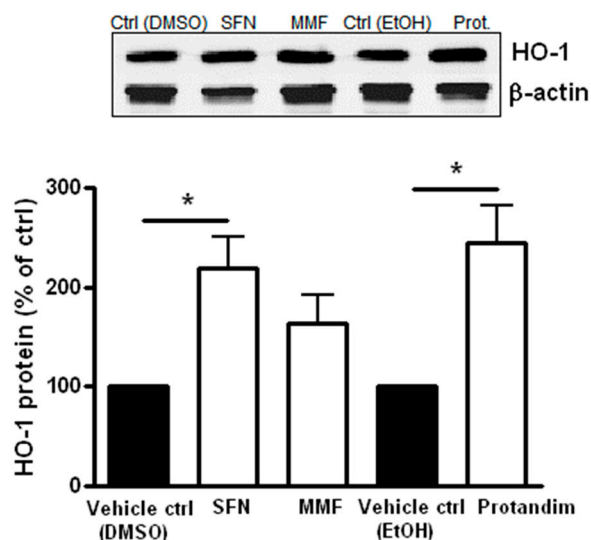 Ctrl (DMSO) SFN MMF Ctrl (EtOH) Prot.
HO-1
β-actin
HO-1 protein (% of ctrl)
300
200
100
0
*
*
Vehicle ctrl (DMSO)
SFN
MMF
Vehicle ctrl (EtOH)
Protandim